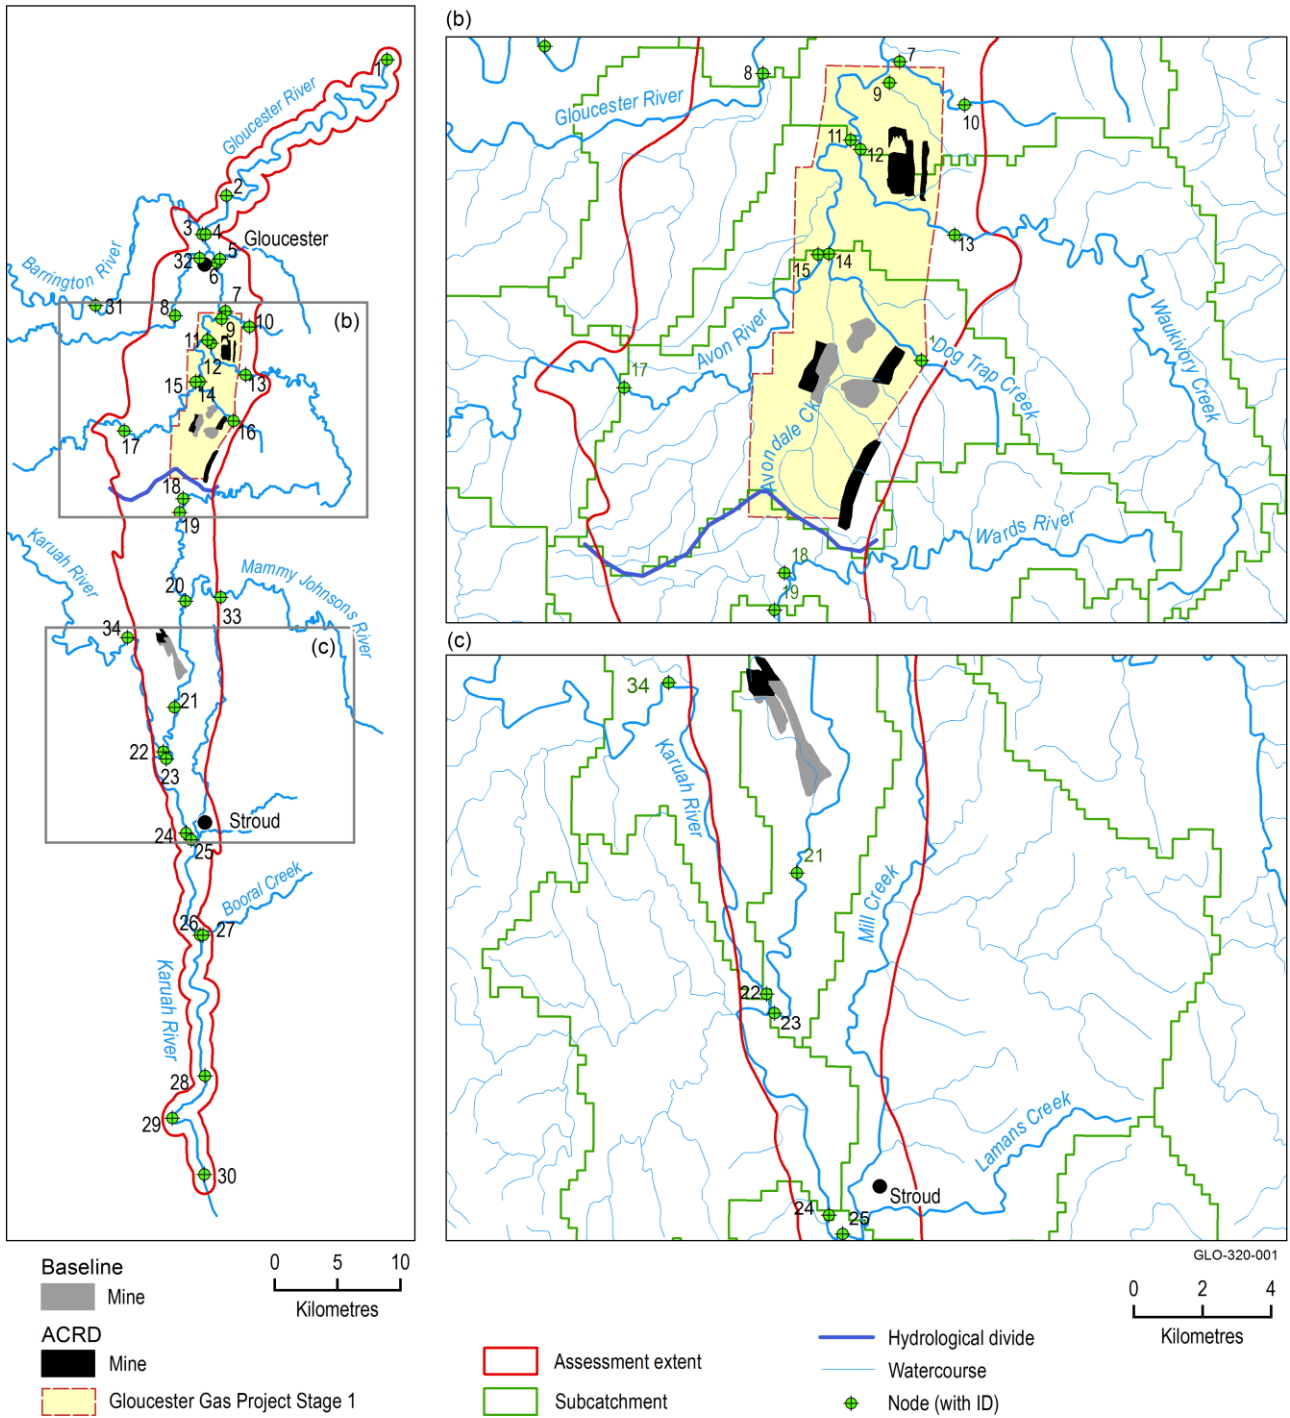 1
Gloucester River
2
3
4
Gloucester
5
32
6
Barrington River
31
8
7
(b)
9
10
11
12
13
15
14
16
17
18
19
Karuah River
20
Mammy Johnsons River
33
34
(c)
21
22
23
24
Stroud
25
Booral Creek
26
27
Karuah River
28
29
30
(b)
7
8
9
Gloucester River
10
11
12
13
15
14
Waukivory Creek
Avon River
Dog Trap Creek
17
Avondale Ck
Wards River
18
19
(c)
34
Karuah River
21
Mill Creek
22
23
Lamans Creek
Stroud
24
25
GLO-320-001
Baseline
Mine
ACRD
Mine
Gloucester Gas Project Stage 1
0 5 10
Kilometres
0 2 4
Kilometres
Assessment extent
Subcatchment
Hydrological divide
Watercourse
Node (with ID)